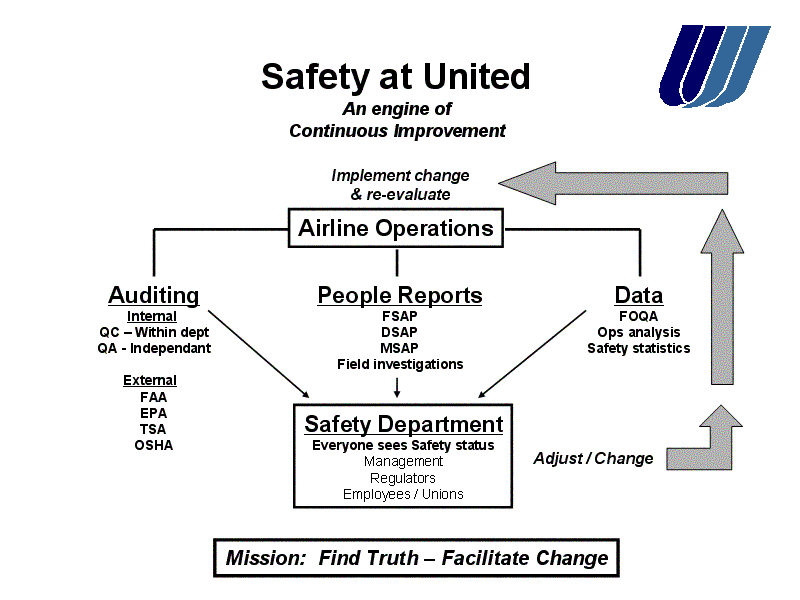 Safety at United
An engine of
Continuous Improvement
Implement change
& re-evaluate
Airline Operations
Auditing
Internal
QC – Within dept
QA - Independant
External
FAA
EPA
TSA
OSHA
People Reports
FSAP
DSAP
MSAP
Field investigations
Data
FOQA
Ops analysis
Safety statistics
Safety Department
Everyone sees Safety status
Management
Regulators
Employees / Unions
Adjust / Change
Mission:  Find Truth – Facilitate Change